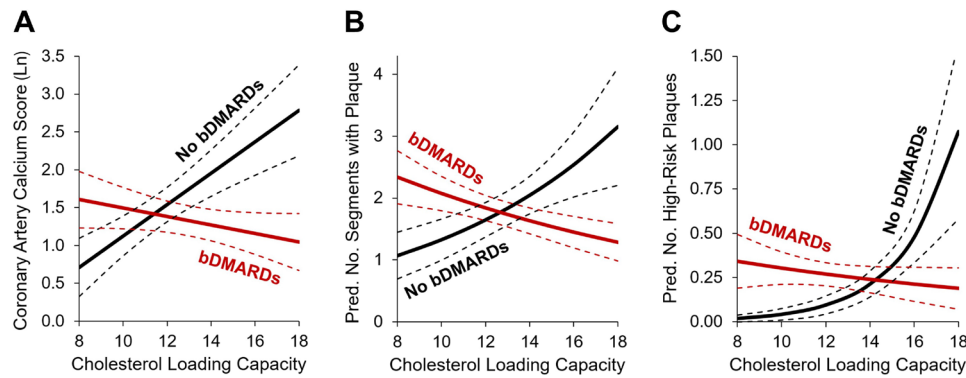 A
Coronary Artery Calcium Score (Ln)
3.5
3.0
2.5
2.0
1.5
1.0
0.5
0.0
No bDMARDs
bDMARDs
8 10 12 14 16 18
Cholesterol Loading Capacity
B
Pred. No. Segments with Plaque
4
3
2
1
0
bDMARDs
No bDMARDs
8 10 12 14 16 18
Cholesterol Loading Capacity
C
Pred. No. High-Risk Plaques
1.50
1.25
1.00
0.75
0.50
0.25
0.00
No bDMARDs
bDMARDs
8 10 12 14 16 18
Cholesterol Loading Capacity